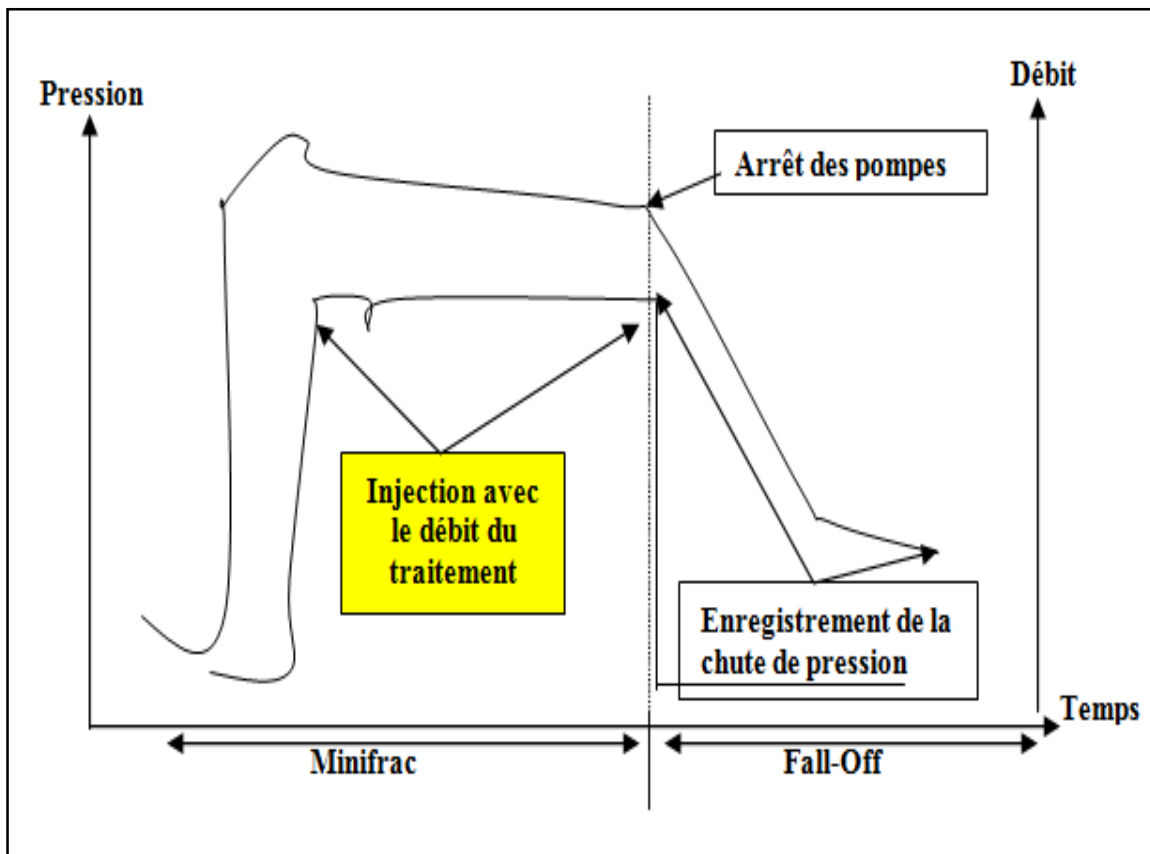 Pression
Débit
Arrêt des pompes
Injection avec
le débit du
traitement
Enregistrement de la
chute de pression
Temps
Minifrac
Fall-Off